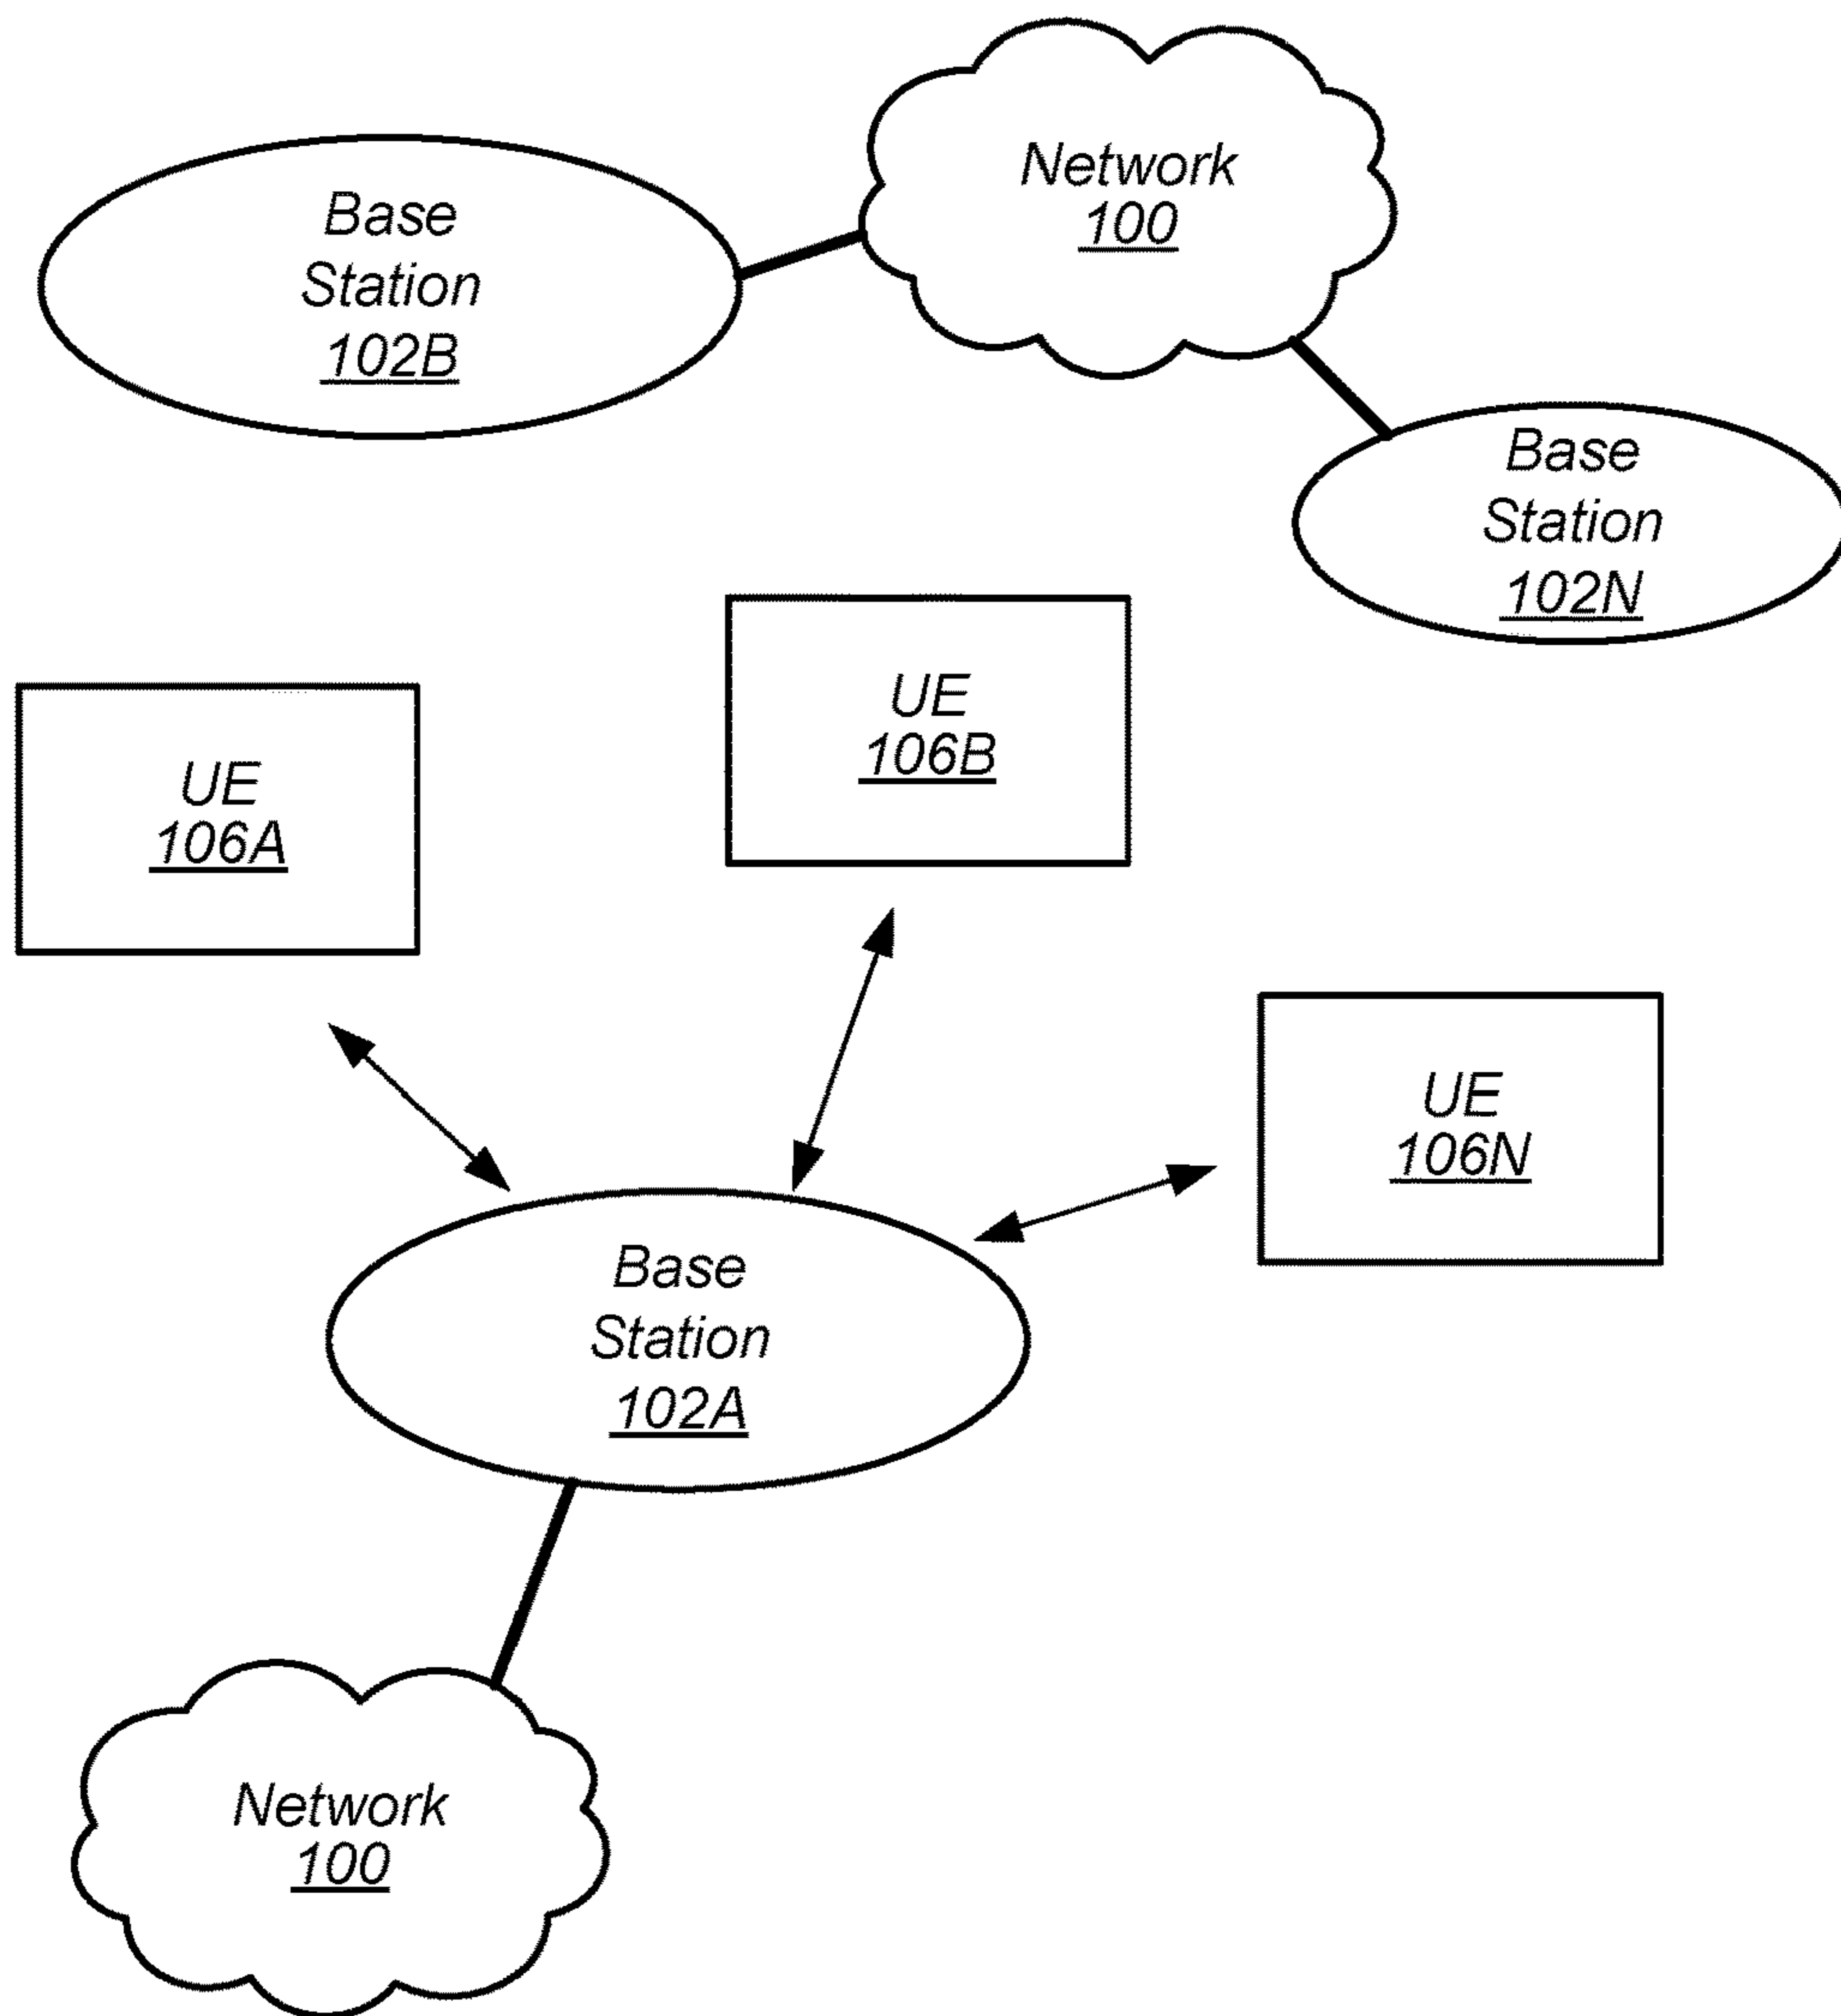 Network
100
Base
Station
102B
Base
Station
102N
UE
106B
UE
106A
UE
106N
Base
Station
102A
Network
100